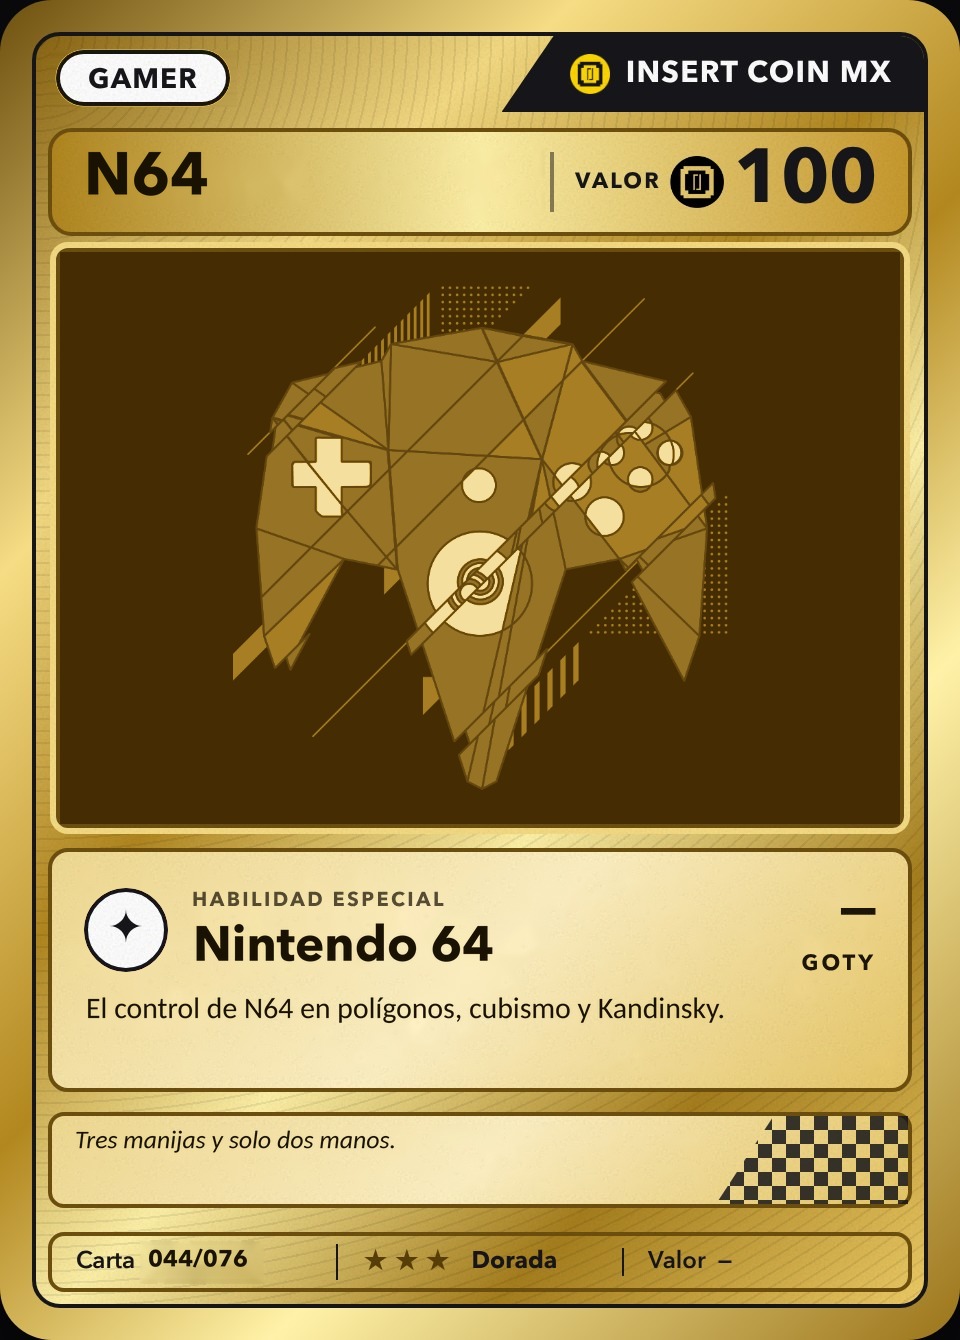 GAMER
INSERT COIN MX
N64
VALOR 100
HABILIDAD ESPECIAL
Nintendo 64
–
GOTY
El control de N64 en polígonos, cubismo y Kandinsky.
Tres manijas y solo dos manos.
Carta 044/076 ★★★ Dorada Valor –